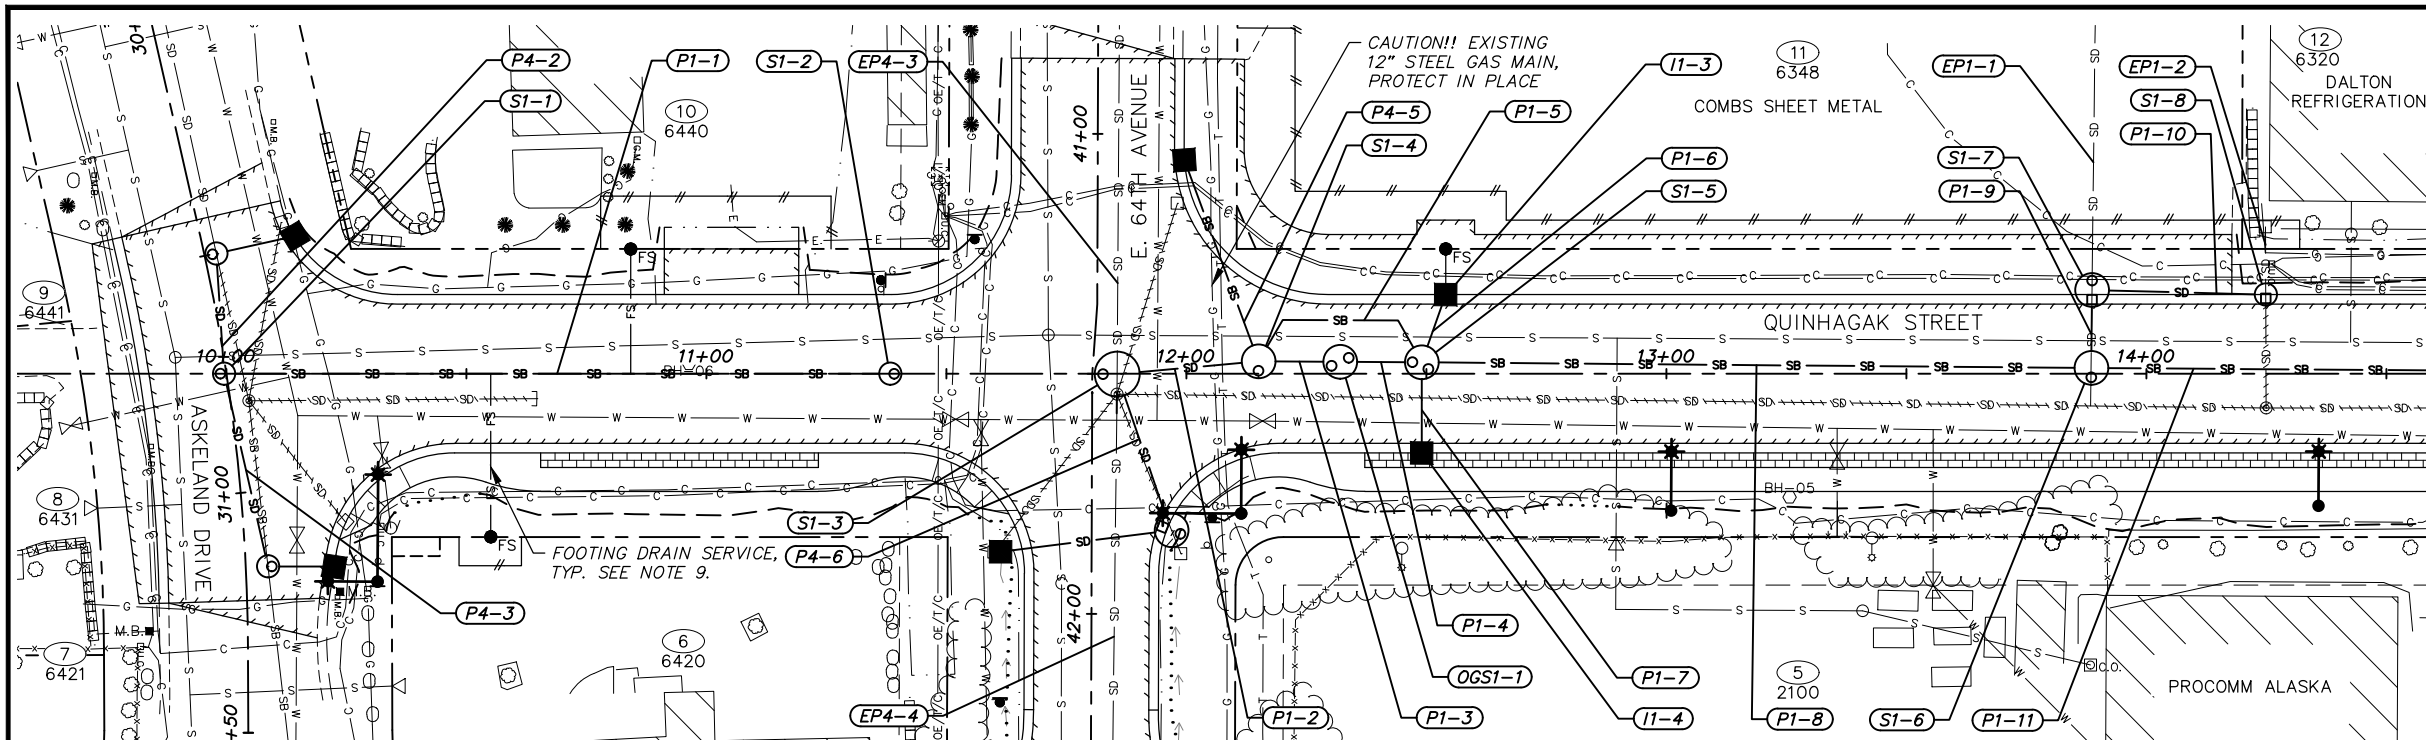 30+
P4-2
S1-1
P1-1
S1-2
EP4-3
10
6440
41+00
E. 64TH AVENUE
CAUTION!! EXISTING
12" STEEL GAS MAIN,
PROTECT IN PLACE
P4-5
S1-4
P1-5
I1-3
P1-6
S1-5
11
6348
COMBS SHEET METAL
EP1-1
S1-7
P1-9
EP1-2
S1-8
P1-10
12
6320
DALTON
REFRIGERATION
9
6441
FS
FS
10+00
11+00
BH-06
12+00
QUINHAGAK STREET
13+00
14+00
ASKELAND DRIVE
31+00
8
6431
7
6421
M.B.
+50
P4-3
FS
FOOTING DRAIN SERVICE,
TYP. SEE NOTE 9.
S1-3
P4-6
6
6420
EP4-4
42+00
P1-2
P1-3
OGS1-1
P1-4
P1-7
I1-4
BH-05
5
2100
P1-8
S1-6
P1-11
C.O.
PROCOMM ALASKA